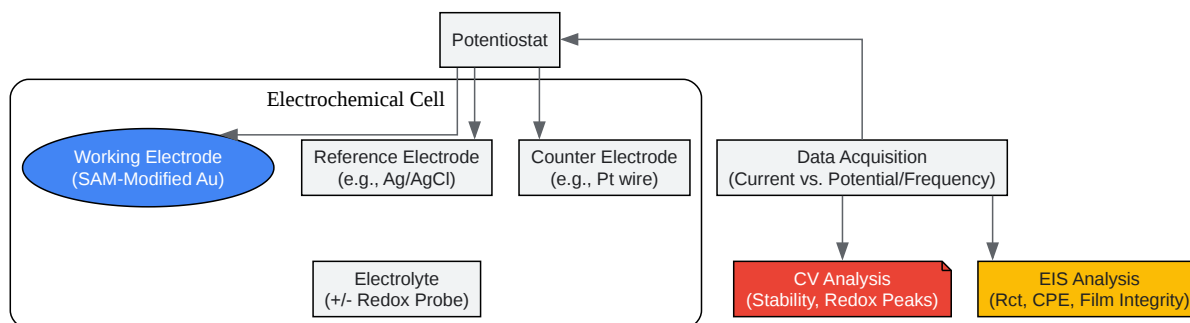 Potentiostat
Electrochemical Cell
Working Electrode
(SAM-Modified Au)
Reference Electrode
(e.g., Ag/AgCl)
Counter Electrode
(e.g., Pt wire)
Data Acquisition
(Current vs. Potential/Frequency)
Electrolyte
(+/- Redox Probe)
CV Analysis
(Stability, Redox Peaks)
EIS Analysis
(Rct, CPE, Film Integrity)